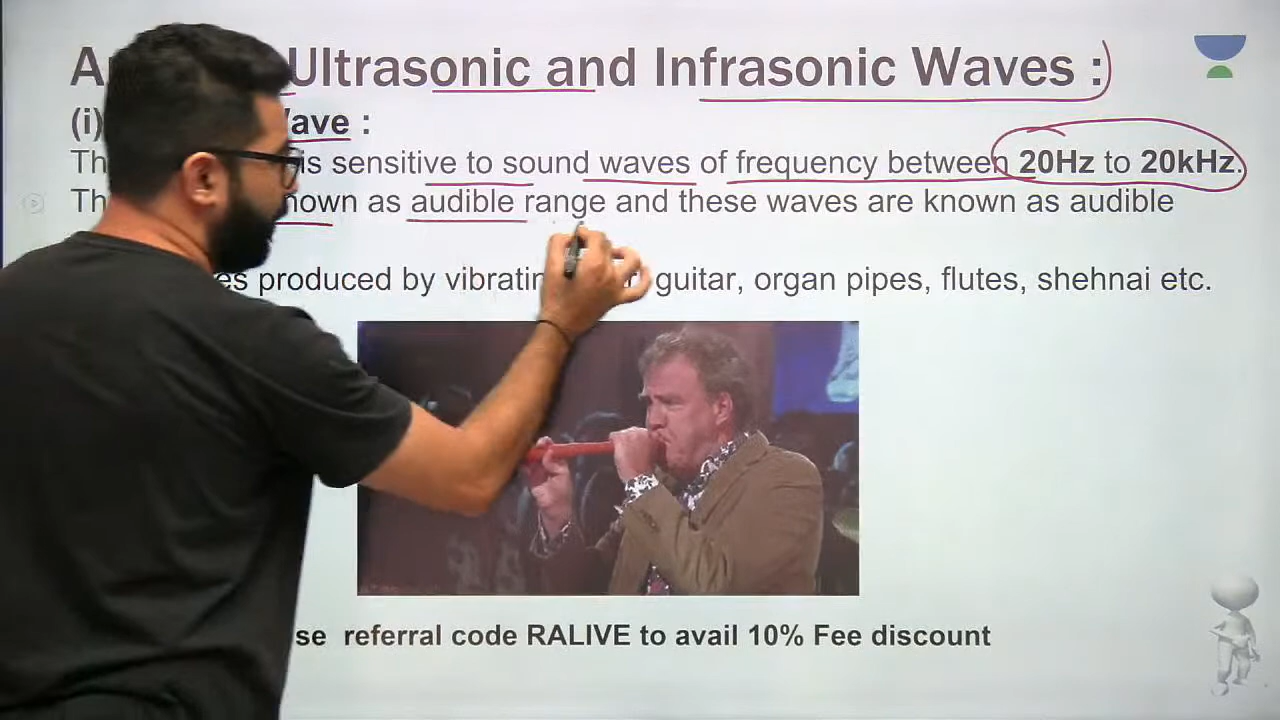 Ultrasonic and Infrasonic Waves :
(i) ave :
is sensitive to sound waves of frequency between 20Hz to 20kHz.
nown as audible range and these waves are known as audible
es produced by vibratin guitar, organ pipes, flutes, shehnai etc.
se referral code RALIVE to avail 10% Fee discount